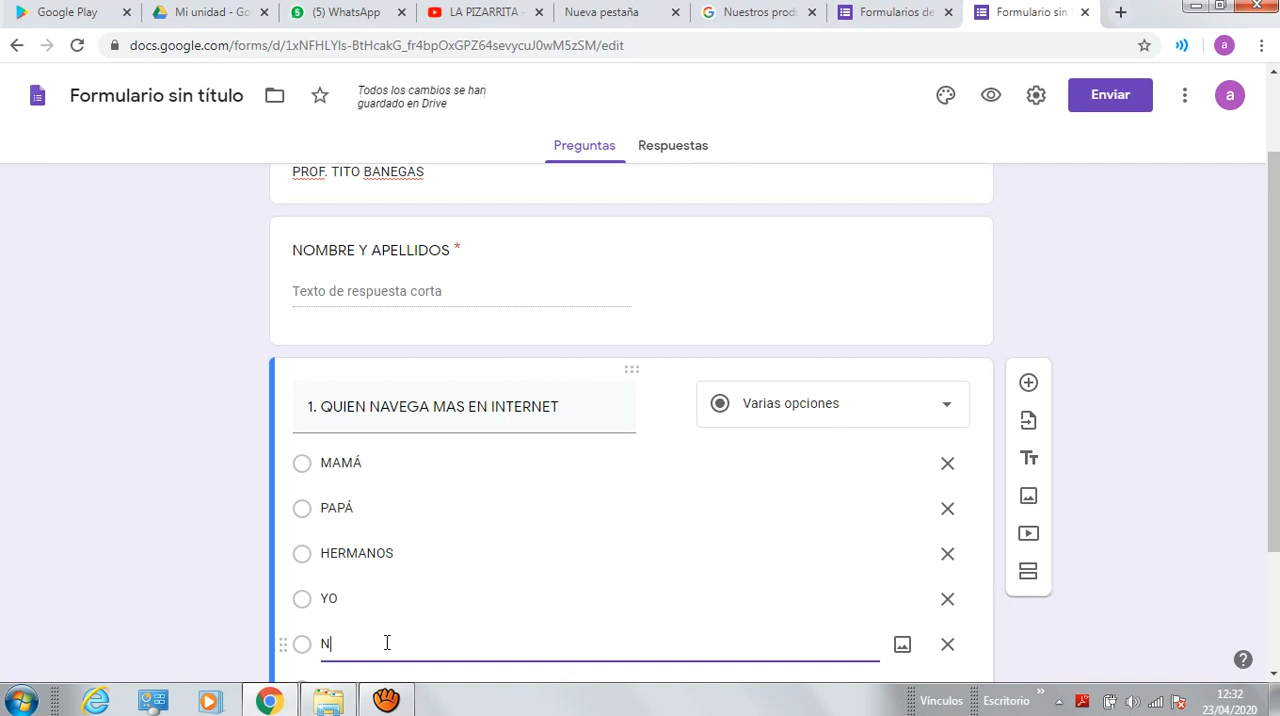 Google Play
Mi unidad - Go
(5) WhatsApp
LA PIZARRITA -
Nueva pestaña
Nuestros prod
Formularios de
Formulario sin
docs.google.com/forms/d/1xNFHLYIs-BtHcakG_fr4bpOxGPZ64sevycuJ0wM5zSM/edit
a
Formulario sin título
Todos los cambios se han
guardado en Drive
Enviar
a
Preguntas
Respuestas
PROF. TITO BANEGAS
NOMBRE Y APELLIDOS *
Texto de respuesta corta
1. QUIEN NAVEGA MAS EN INTERNET
Varias opciones
MAMÁ
PAPÁ
HERMANOS
YO
N
Tт
Vínculos
Escritorio
12:32
23/04/2020